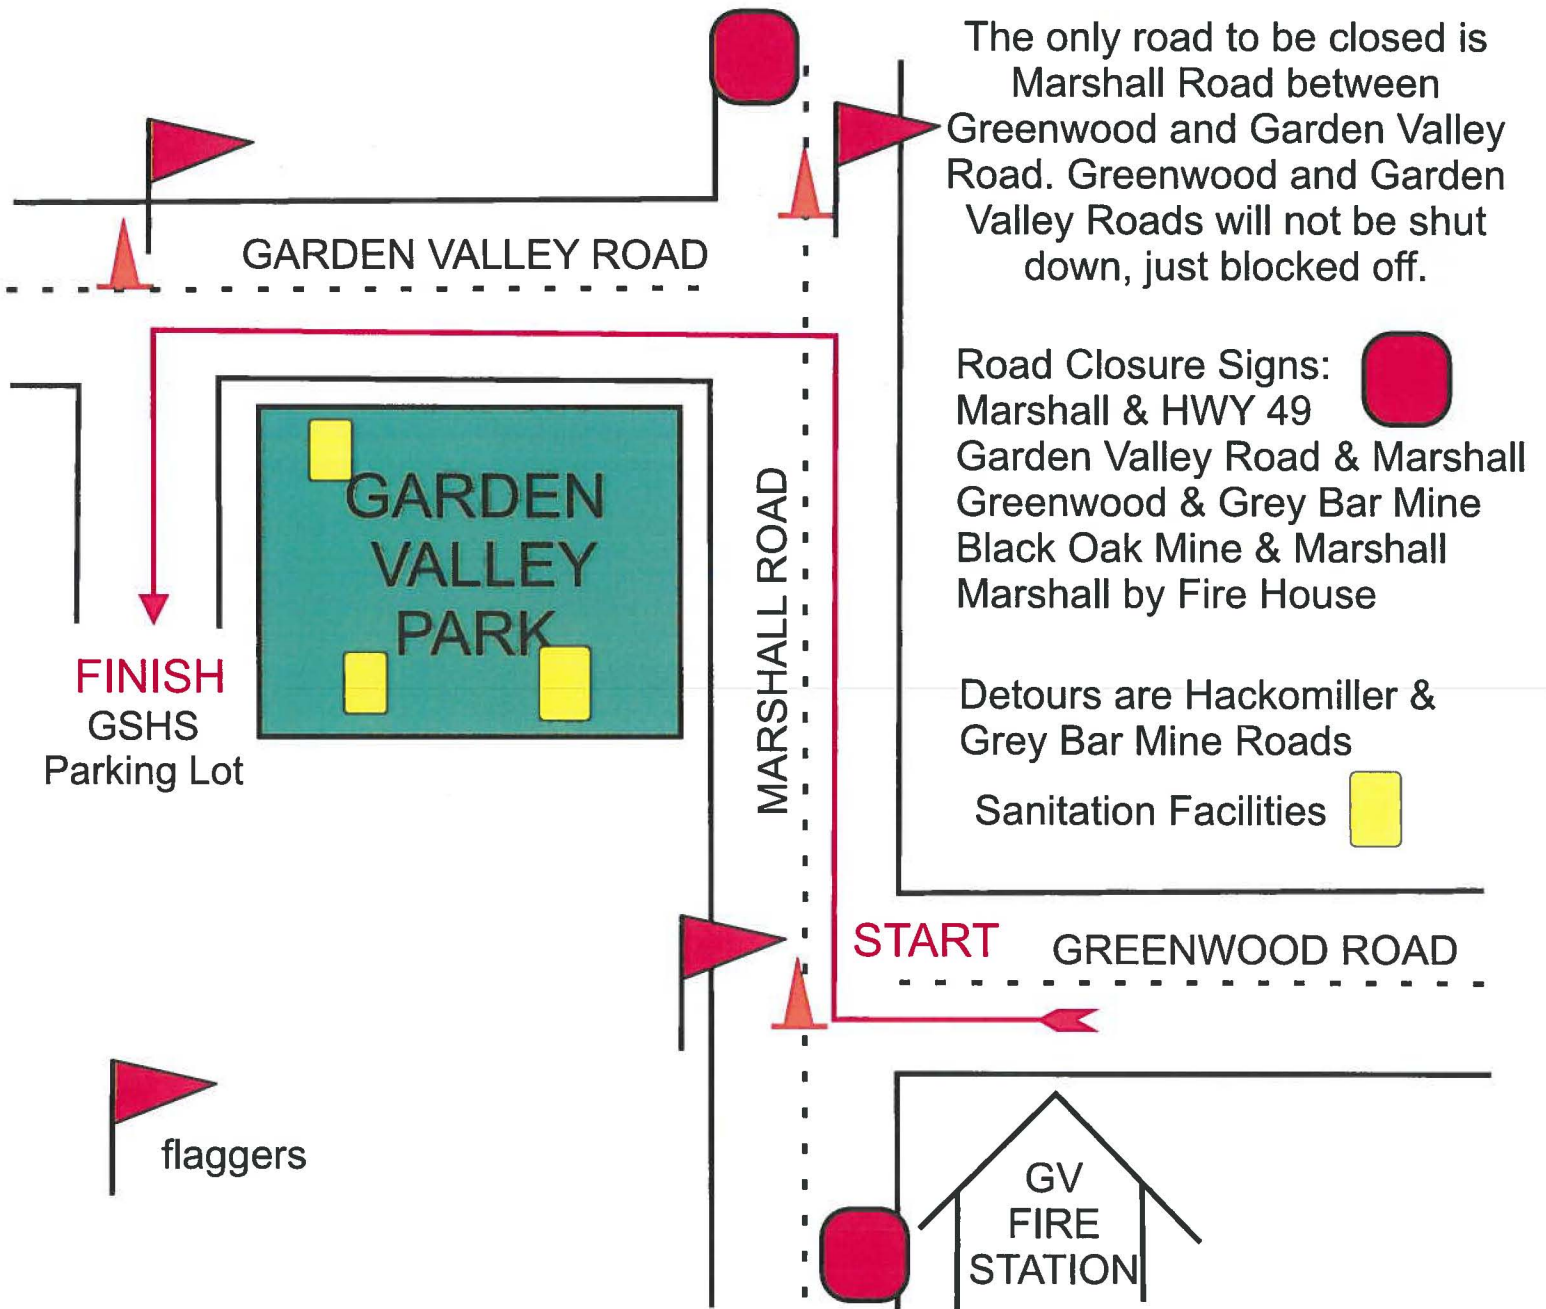 The only road to be closed is
Marshall Road between
Greenwood and Garden Valley
Road. Greenwood and Garden
Valley Roads will not be shut
down, just blocked off.
GARDEN VALLEY ROAD
Road Closure Signs:
Marshall & HWY 49
Garden Valley Road & Marshall
Greenwood & Grey Bar Mine
Black Oak Mine & Marshall
Marshall by Fire House
GARDEN
VALLEY
PARK
MARSHALL ROAD
FINISH
GSHS
Parking Lot
Detours are Hackomiller &
Grey Bar Mine Roads
Sanitation Facilities
START
GREENWOOD ROAD
flaggers
GV
FIRE
STATION